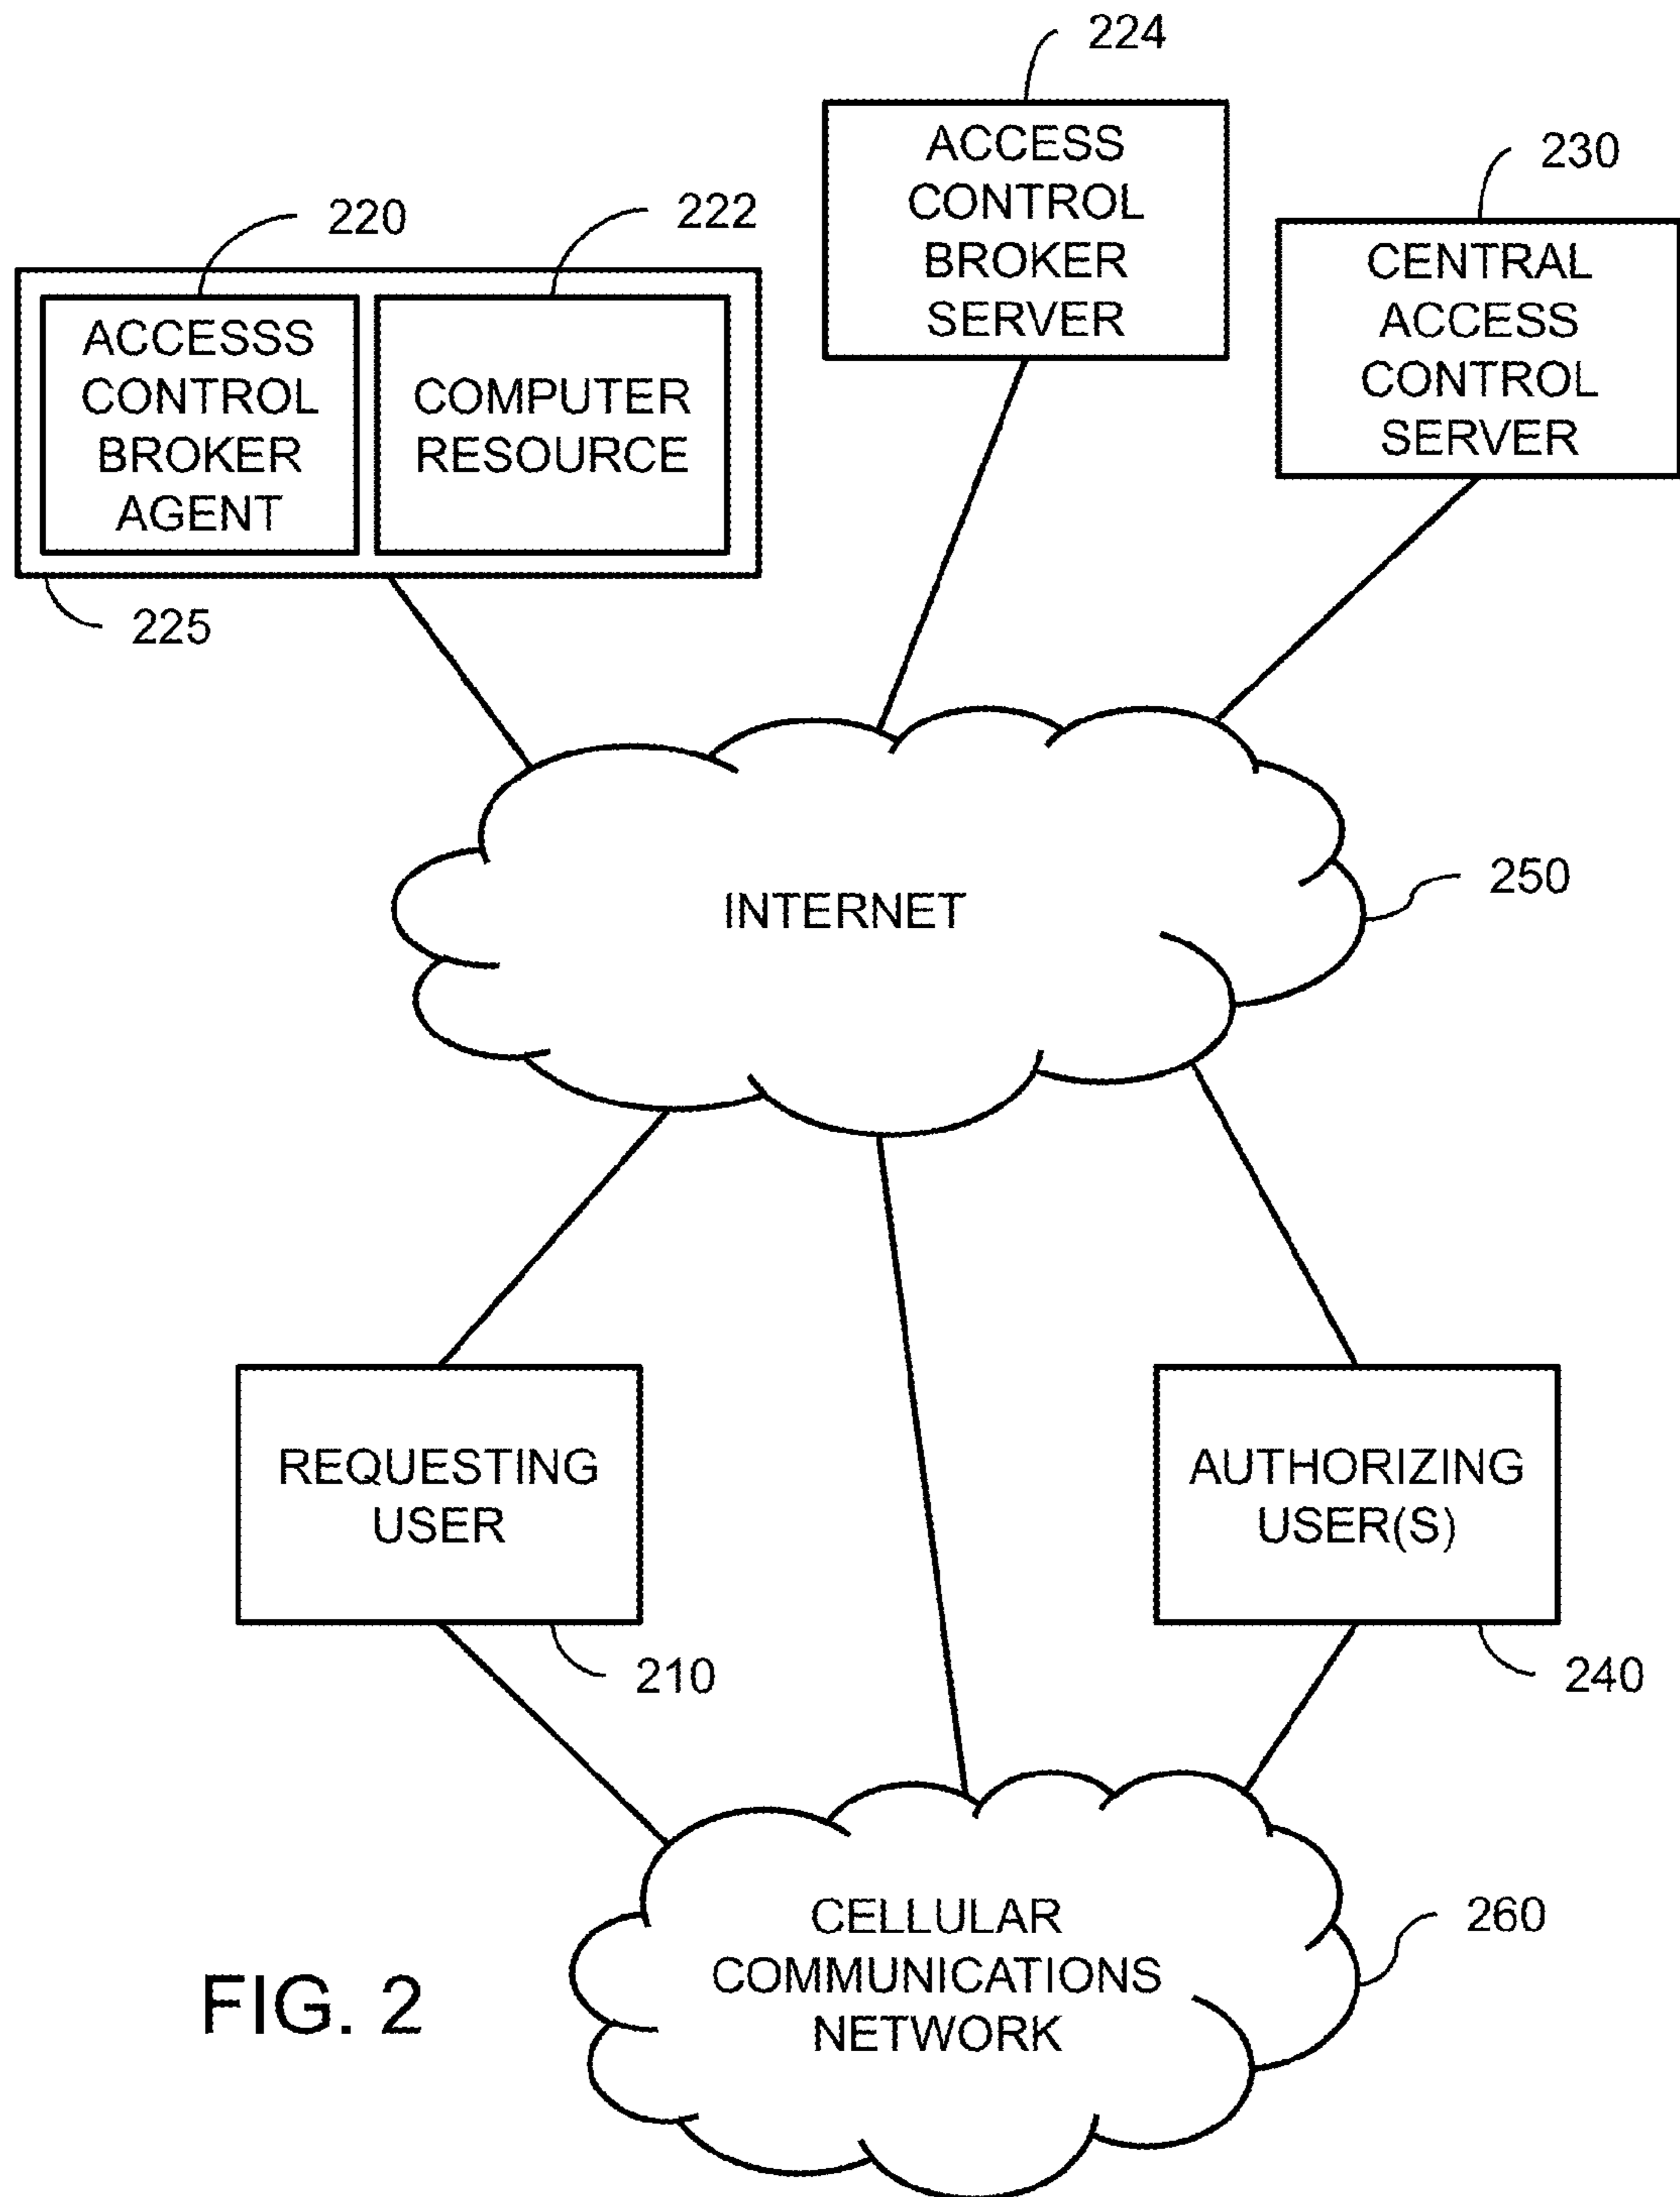 224
ACCESS
CONTROL
BROKER
SERVER
230
CENTRAL
ACCESS
CONTROL
SERVER
220
222
ACCESSS
CONTROL
BROKER
AGENT
COMPUTER
RESOURCE
225
INTERNET
250
REQUESTING
USER
210
AUTHORIZING
USER(S)
240
CELLULAR
COMMUNICATIONS
NETWORK
260
FIG. 2